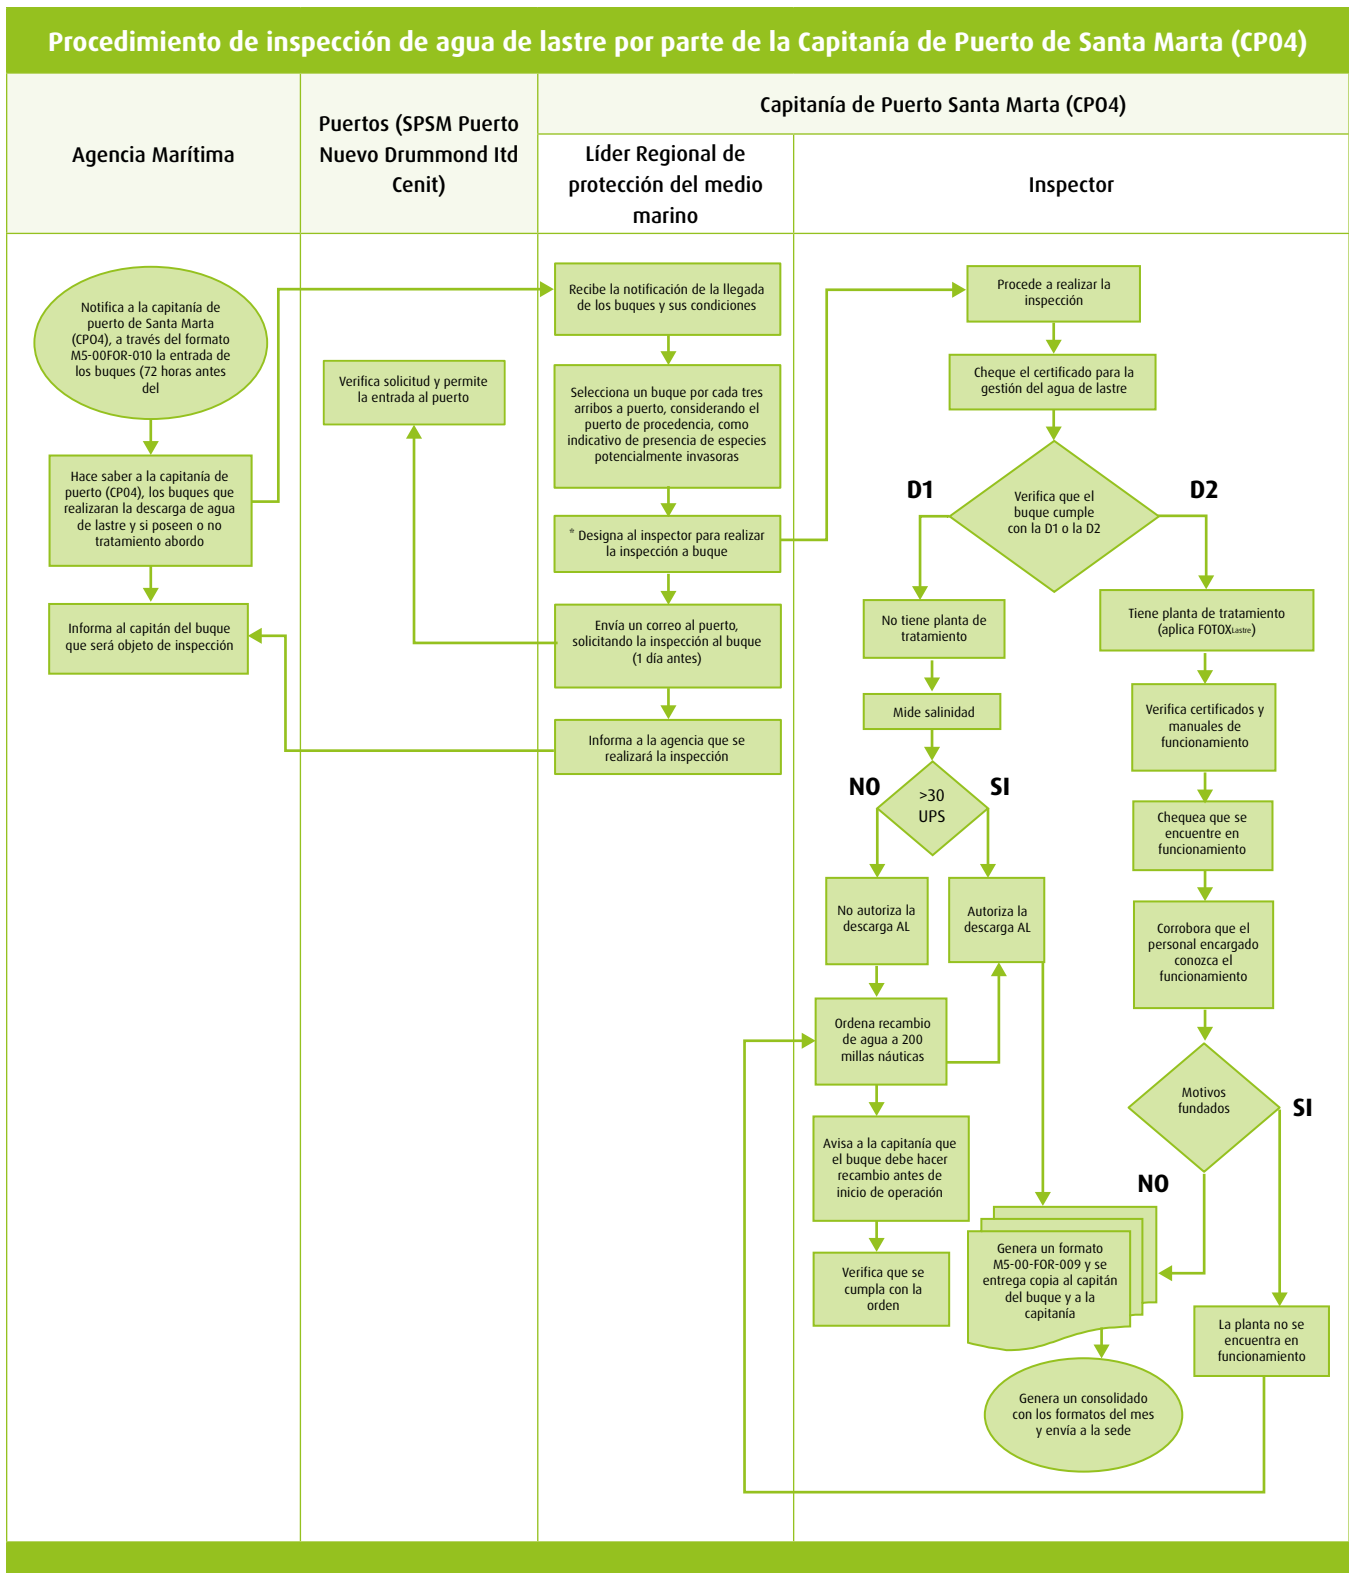 Procedimiento de inspección de agua de lastre por parte de la Capitanía de Puerto de Santa Marta (CP04)
Agencia Marítima
Puertos (SPSM Puerto
Nuevo Drummond ltd
Cenit)
Capitanía de Puerto Santa Marta (CPO4)
Líder Regional de
protección del medio
marino
Inspector
Notifica a la capitanía de
puerto de Santa Marta
(CPO4), a través del formato
M5-00FOR-010 la entrada de
los buques (72 horas antes
del
Hace saber a la capitanía de
puerto (CP04), los buques que
realizaran la descarga de agua
de lastre y si poseen o no
tratamiento abordo
Informa al capitán del buque
que será objeto de inspección
Verifica solicitud y permite
la entrada al puerto
Recibe la notificación de la llegada
de los buques y sus condiciones
Selecciona un buque por cada tres
arribos a puerto, considerando el
puerto de procedencia, como
indicativo de presencia de especies
potencialmente invasoras
* Designa al inspector para realizar
la inspección a buque
Envía un correo al puerto,
solicitando la inspección al buque
(1 día antes)
Informa a la agencia que se
realizará la inspección
Procede a realizar la
inspección
Cheque el certificado para la
gestión del agua de lastre
Verifica que el
buque cumple
con la D1 o la D2
D1
D2
No tiene planta de
tratamiento
Mide salinidad
>30
UPS
NO
SI
No autoriza la
descarga AL
Autoriza la
descarga AL
Ordena recambio
de agua a 200
millas náuticas
Avisa a la capitanía que
el buque debe hacer
recambio antes de
inicio de operación
Verifica que se
cumpla con la
orden
Tiene planta de tratamiento
(aplica FOTOXLastre)
Verifica certificados y
manuales de
funcionamiento
Chequea que se
encuentre en
funcionamiento
Corrobora que el
personal encargado
conozca el
funcionamiento
Motivos
fundados
SI
NO
Genera un formato
M5-00-FOR-009 y se
entrega copia al capitán
del buque y a la
capitanía
La planta no se
encuentra en
funcionamiento
Genera un consolidado
con los formatos del mes
y envía a la sede